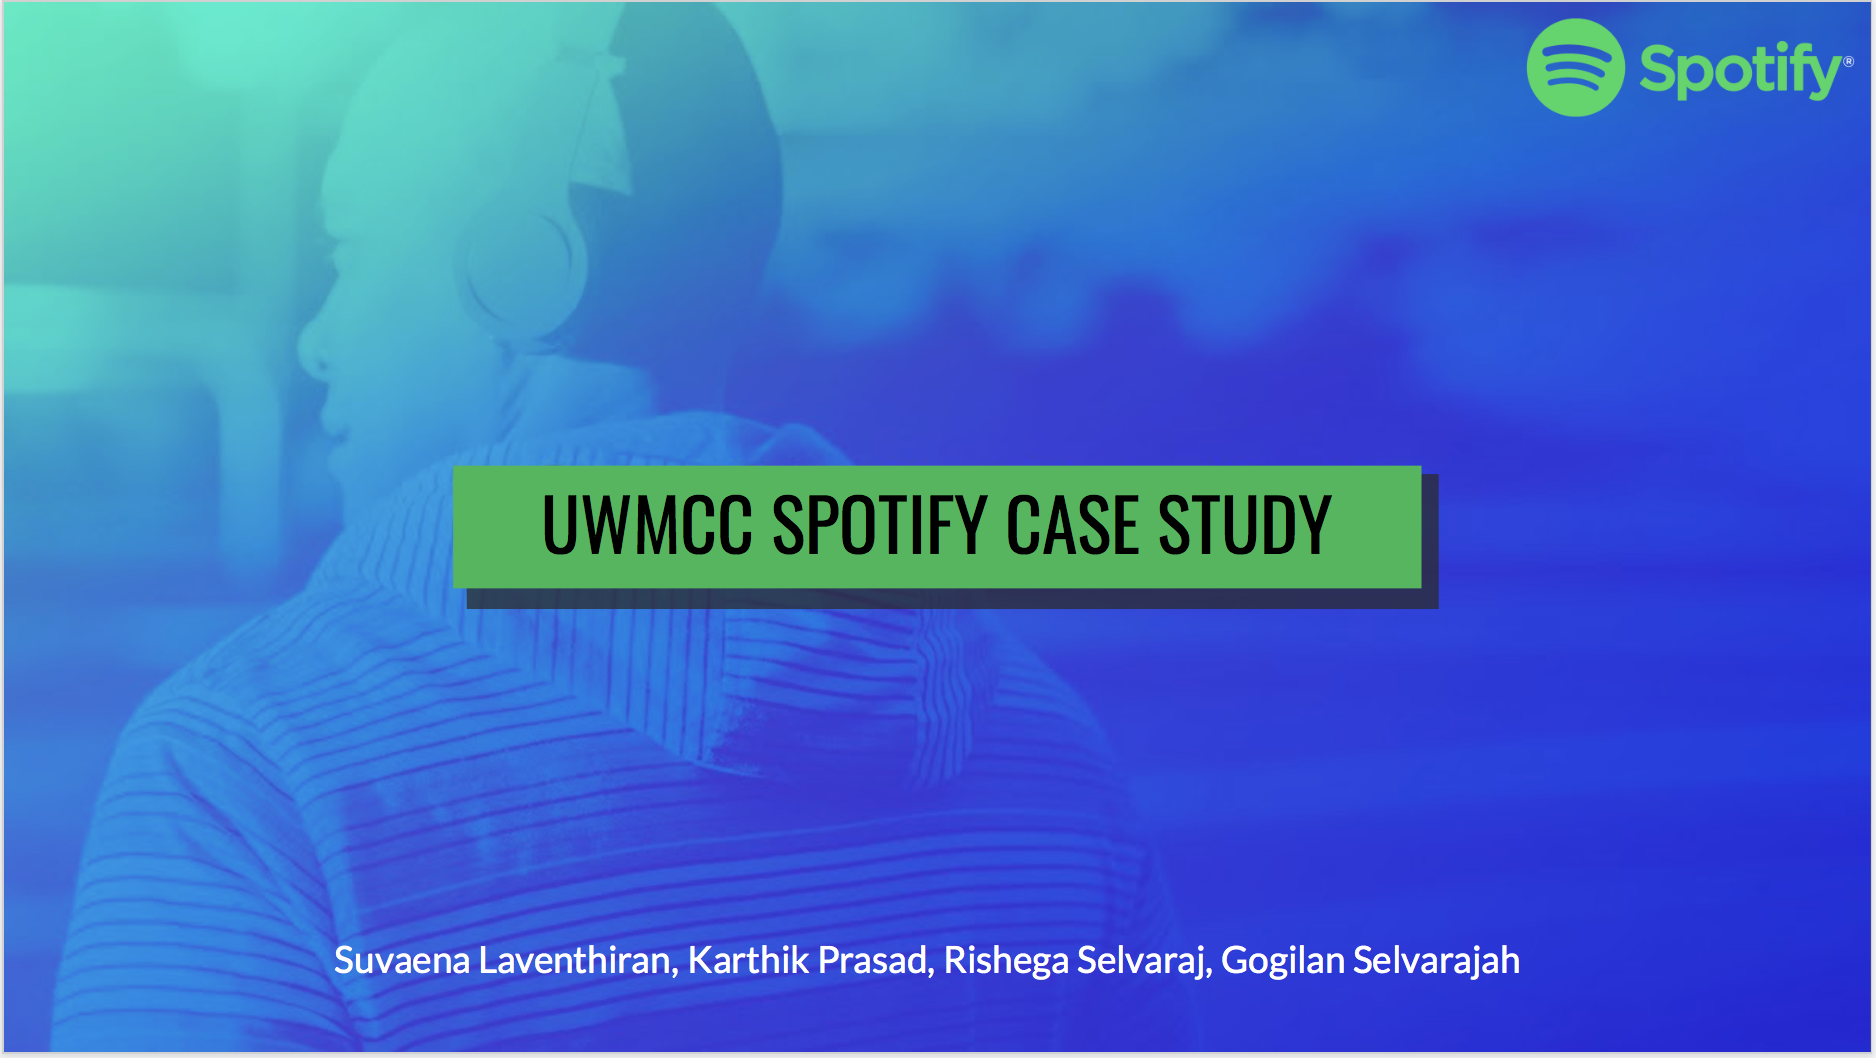 Spotify®
UWMCC SPOTIFY CASE STUDY
Suvaena Laventhiran, Karthik Prasad, Rishega Selvaraj, Gogilan Selvarajah